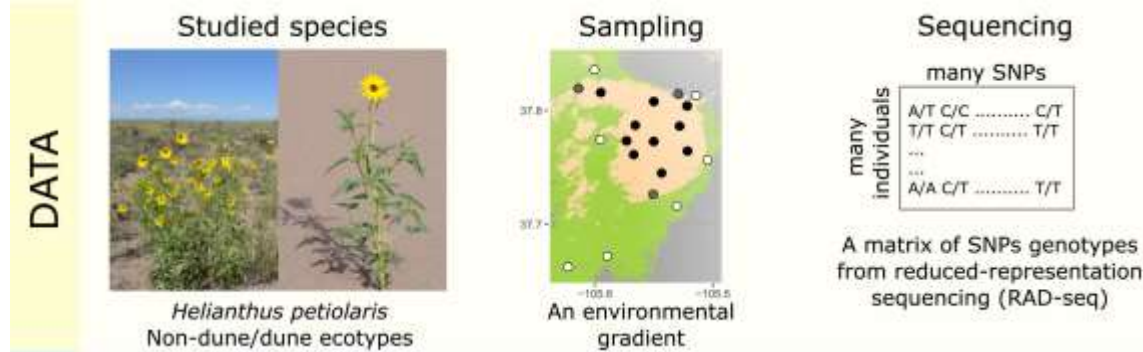 DATA
Studied species
Helianthus petiolaris
Non-dune/dune ecotypes
Sampling
37.8
37.7
-105.6
-105.5
An environmental
gradient
Sequencing
many SNPs
many
individuals
A/T C/C .......... C/T
T/T C/T .......... T/T
...
...
A/A C/T .......... T/T
A matrix of SNPs genotypes
from reduced-representation
sequencing (RAD-seq)